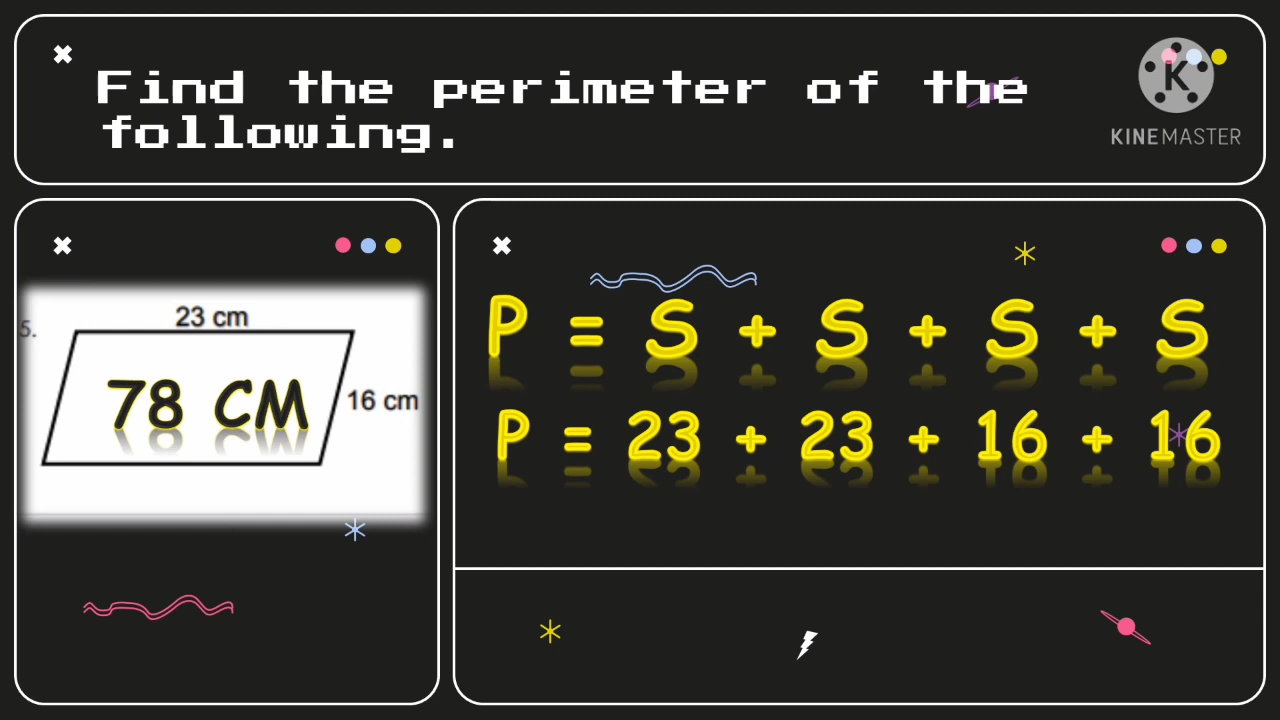 Find the perimeter of the
following.
K
KINEMASTER
5.
23 cm
78 CM
16 cm
P = S + S + S + S
P = 23 + 23 + 16 + 16